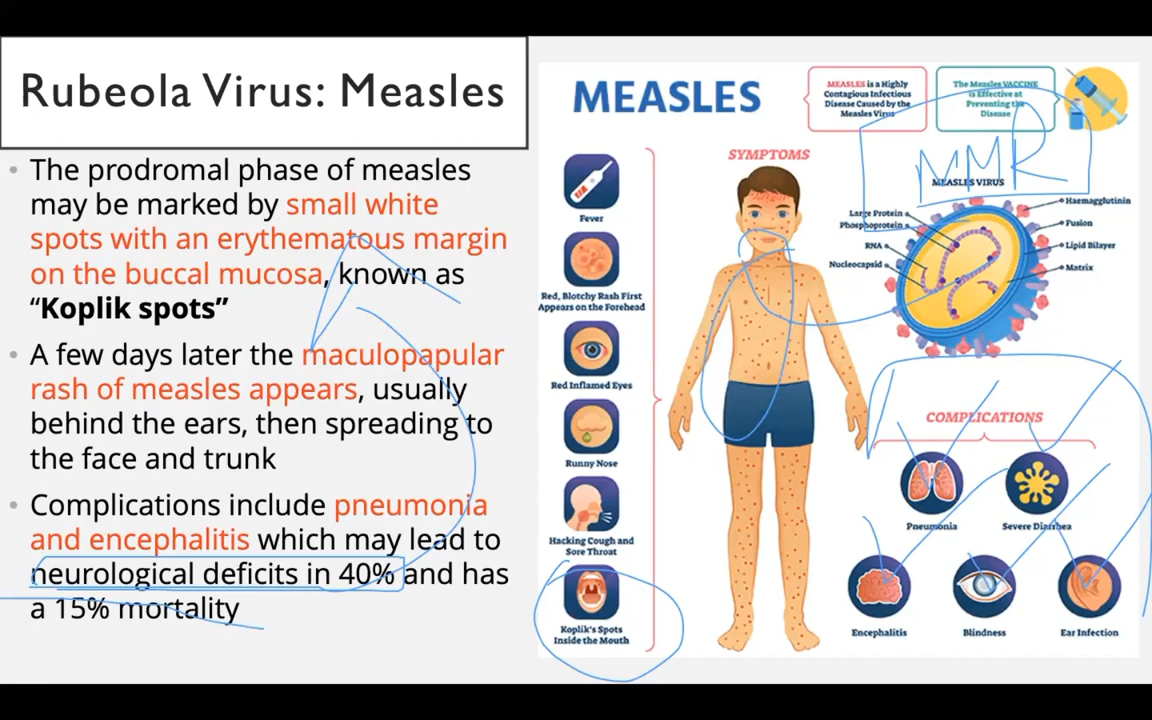 Rubeola Virus: Measles
• The prodromal phase of measles
may be marked by small white
spots with an erythematous margin
on the buccal mucosa, known as
“Koplik spots”
• A few days later the maculopapular
rash of measles appears, usually
behind the ears, then spreading to
the face and trunk
• Complications include pneumonia
and encephalitis which may lead to
neurological deficits in 40% and has
a 15% mortality
MEASLES
MEASLES is a Highly
Contagious Infectious
Disease Caused by the
Measles Virus
The Measles VACCINE
is Effective at
Preventing the
Disease
MMR
SYMPTOMS
Fever
Red, Blotchy Rash First
Appears on the Forehead
Red Inflamed Eyes
Runny Nose
Hacking Cough and
Sore Throat
Koplik's Spots
Inside the Mouth
MEASLES VIRUS
Large Protein
Phosphoprotein
RNA
Nucleocapsid
Haemagglutinin
Fusion
Lipid Bilayer
Matrix
COMPLICATIONS
Pneumonia
Severe Diarrhea
Encephalitis
Blindness
Ear Infection